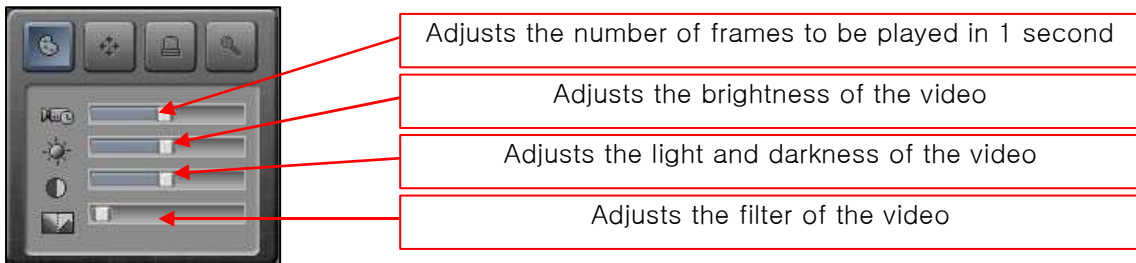 Adjusts the number of frames to be played in 1 second
Adjusts the brightness of the video
Adjusts the light and darkness of the video
Adjusts the filter of the video